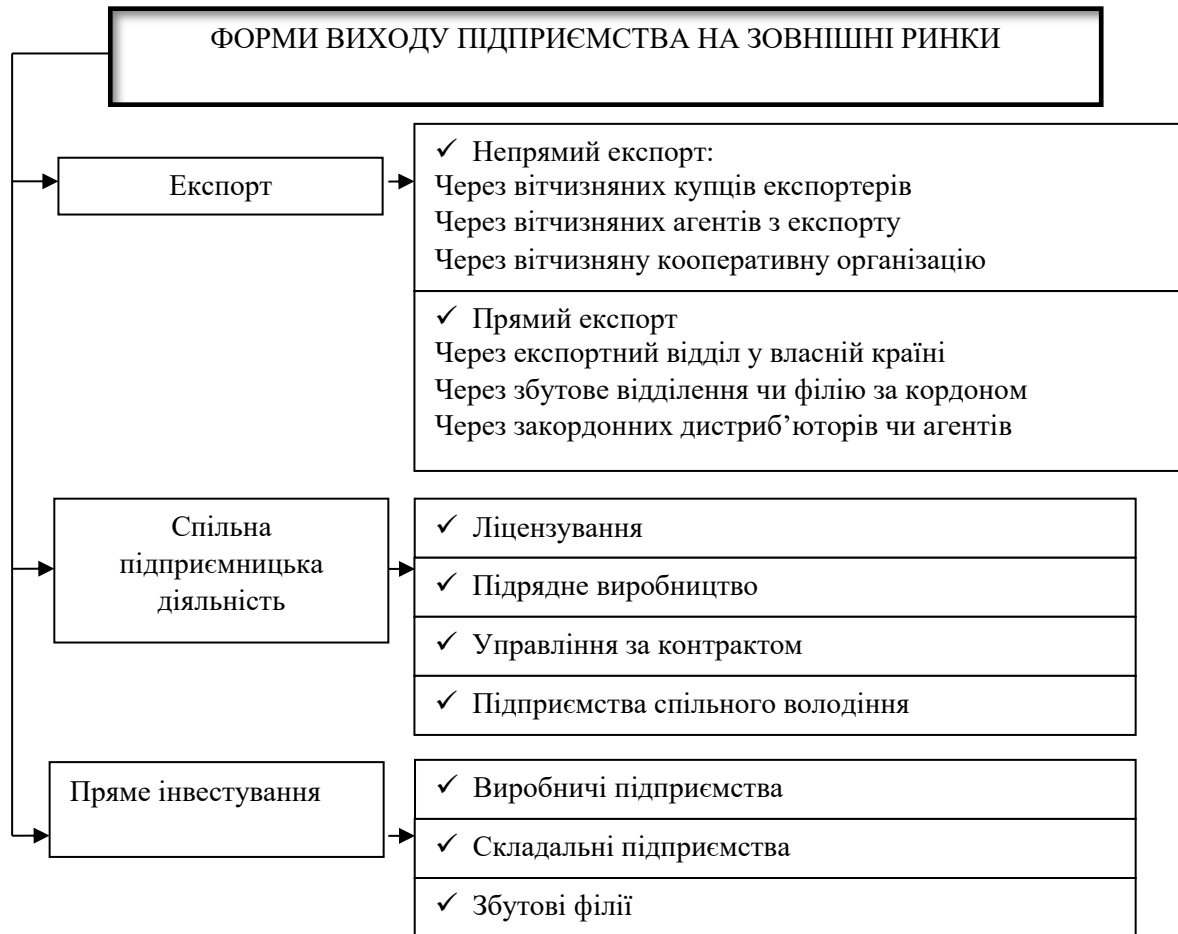 ФОРМИ ВИХОДУ ПІДПРИЄМСТВА НА ЗОВНІШНІ РИНКИ
Експорт
✓ Непрямий експорт:
Через вітчизняних купців експортерів
Через вітчизняних агентів з експорту
Через вітчизняну кооперативну організацію
✓ Прямий експорт
Через експортний відділ у власній країні
Через збутове відділення чи філію за кордоном
Через закордонних дистриб’юторів чи агентів
Спільна
підприємницька
діяльність
✓ Ліцензування
✓ Підрядне виробництво
✓ Управління за контрактом
✓ Підприємства спільного володіння
Пряме інвестування
✓ Виробничі підприємства
✓ Складальні підприємства
✓ Збутові філії